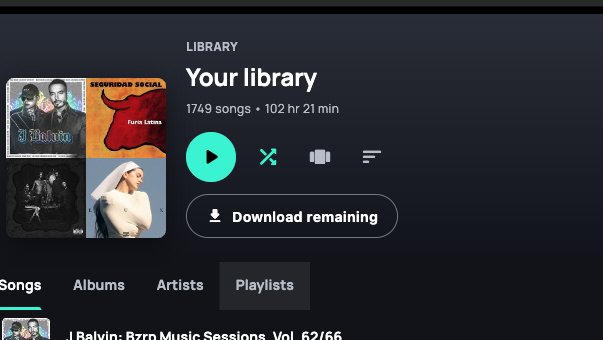 LIBRARY
Your library
1749 songs • 102 hr 21 min
SEGURIDAD SOCIAL
Furia Latina
J Balvin
L U X
Download remaining
Songs
Albums
Artists
Playlists
J Balvin: Bzrp Music Sessions, Vol. 62/66